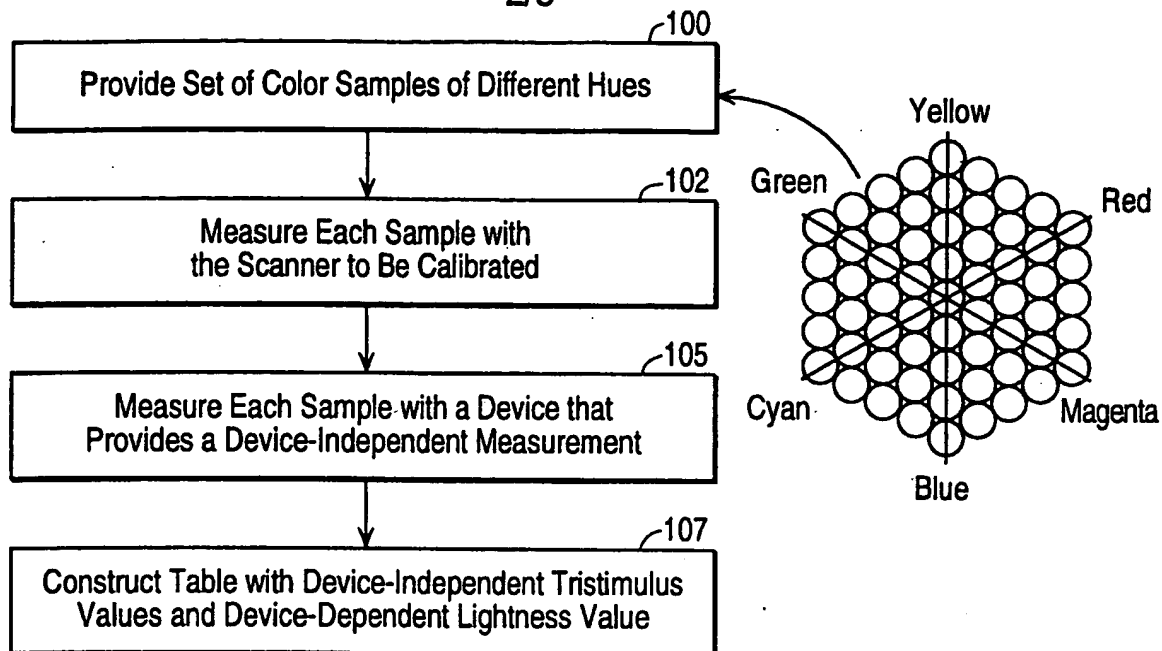 100
Provide Set of Color Samples of Different Hues
Yellow
Green
Red
102
Measure Each Sample with
the Scanner to Be Calibrated
105
Measure Each Sample with a Device that
Provides a Device-Independent Measurement
Cyan
Magenta
Blue
107
Construct Table with Device-Independent Tristimulus
Values and Device-Dependent Lightness Value